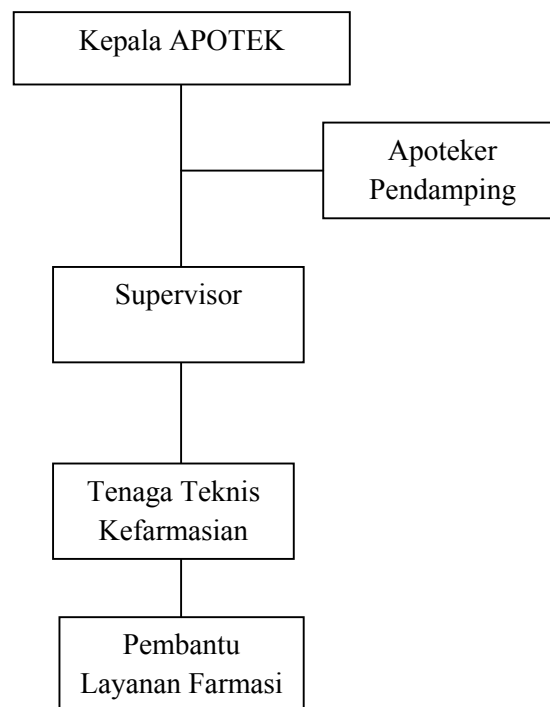 Kepala APOTEK
Apoteker
Pendamping
Supervisor
Tenaga Teknis
Kefarmasian
Pembantu
Layanan Farmasi